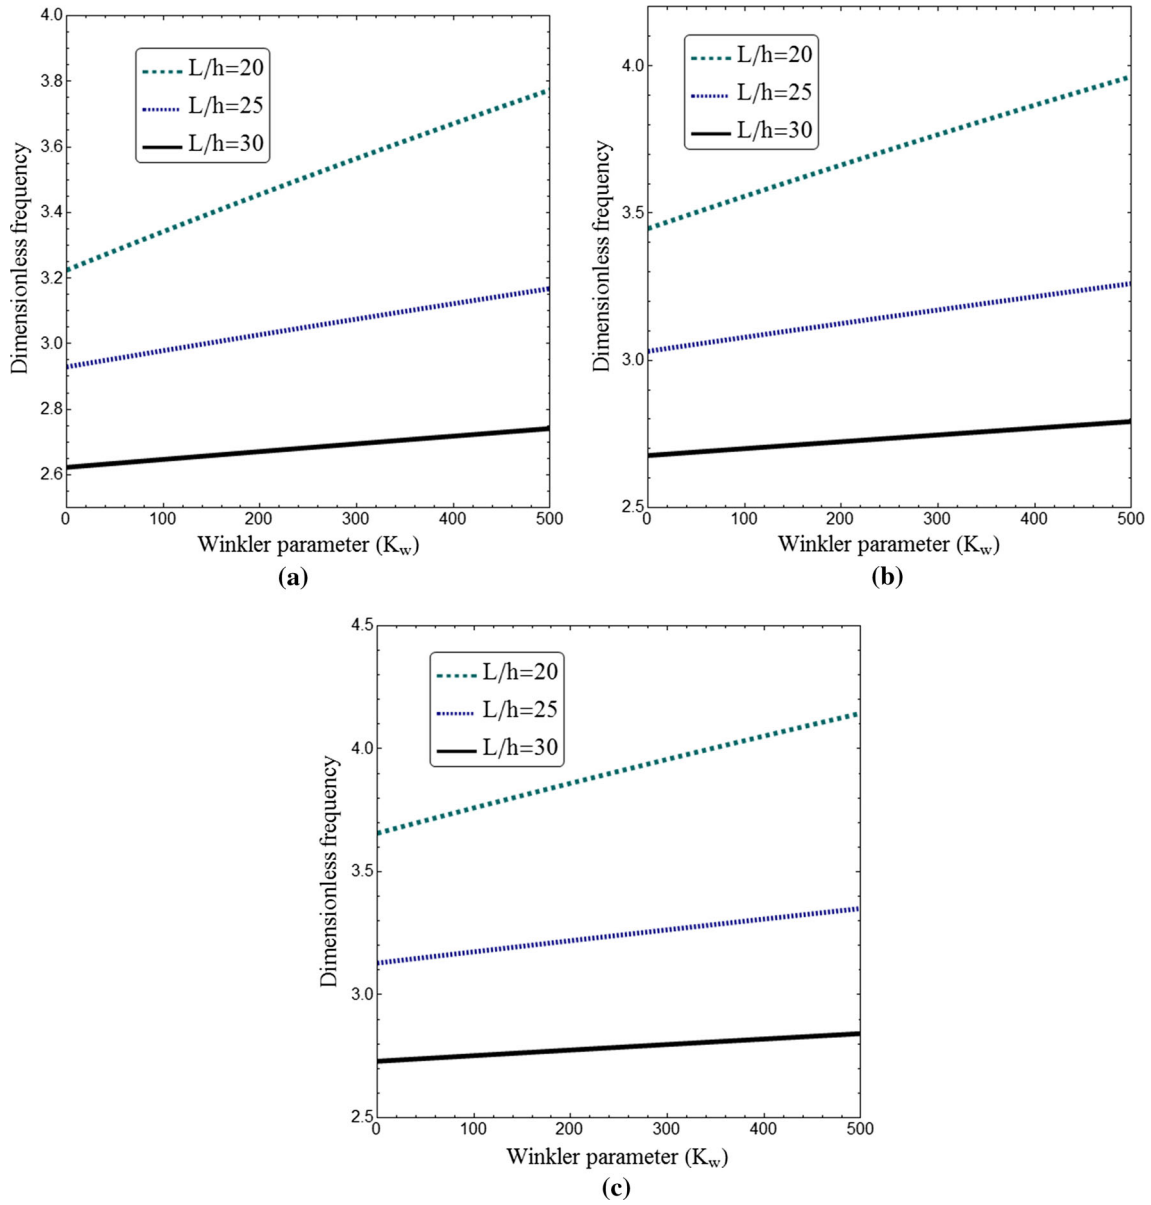 4.0
3.8
3.6
3.4
3.2
3.0
2.8
2.6
Dimensionless frequency
L/h=20
L/h=25
L/h=30
0 100 200 300 400 500
Winkler parameter (Kw)
(a)
4.0
3.5
3.0
2.5
Dimensionless frequency
L/h=20
L/h=25
L/h=30
0 100 200 300 400 500
Winkler parameter (Kw)
(b)
4.5
4.0
3.5
3.0
2.5
Dimensionless frequency
L/h=20
L/h=25
L/h=30
0 100 200 300 400 500
Winkler parameter (Kw)
(c)